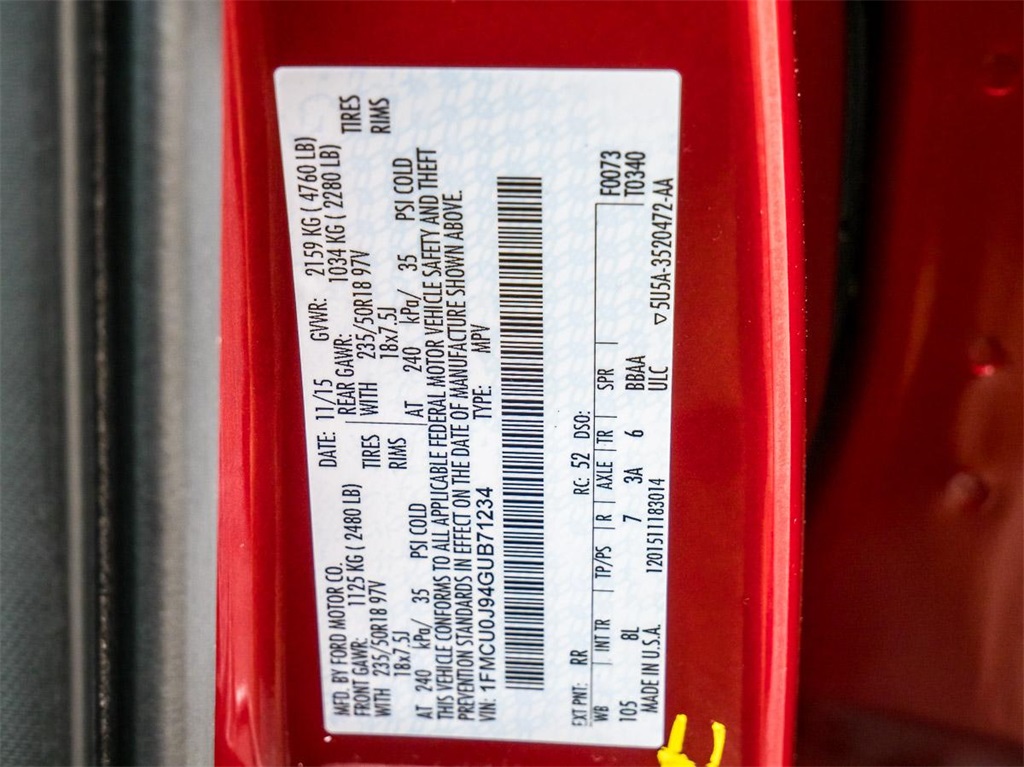 MFD. BY FORD MOTOR CO. DATE: 11/15 GVWR: 2159 KG ( 4760 LB)
FRONT GAWR: 1125 KG ( 2480 LB) REAR GAWR: 1034 KG ( 2280 LB)
WITH 235/50R18 97V TIRES WITH 235/50R18 97V TIRES
18x7.5J RIMS 18x7.5J RIMS
AT 240 kPa/ 35 PSI COLD AT 240 kPa/ 35 PSI COLD
THIS VEHICLE CONFORMS TO ALL APPLICABLE FEDERAL MOTOR VEHICLE SAFETY AND THEFT
PREVENTION STANDARDS IN EFFECT ON THE DATE OF MANUFACTURE SHOWN ABOVE.
VIN: 1FMCU0J94GUB71234 TYPE: MPV
EXT PNT: RR RC: 52 DSO:
WB | INT TR | TP/PS | R | AXLE | TR | SPR | F0073
105 8L 7 3A 6 BBAA T0340
MADE IN U.S.A. 1201511183014 ULC ▽5U5A-3520472-AA